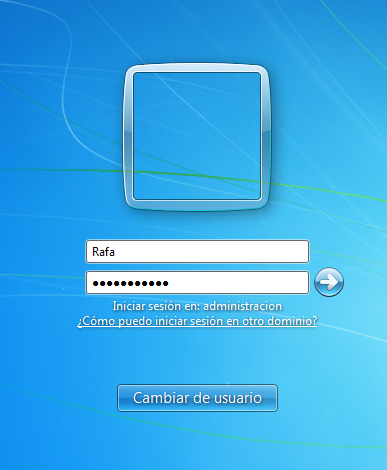 Rafa
●●●●●●●●●●●
Iniciar sesión en: administracion
¿Cómo puedo iniciar sesión en otro dominio?
Cambiar de usuario